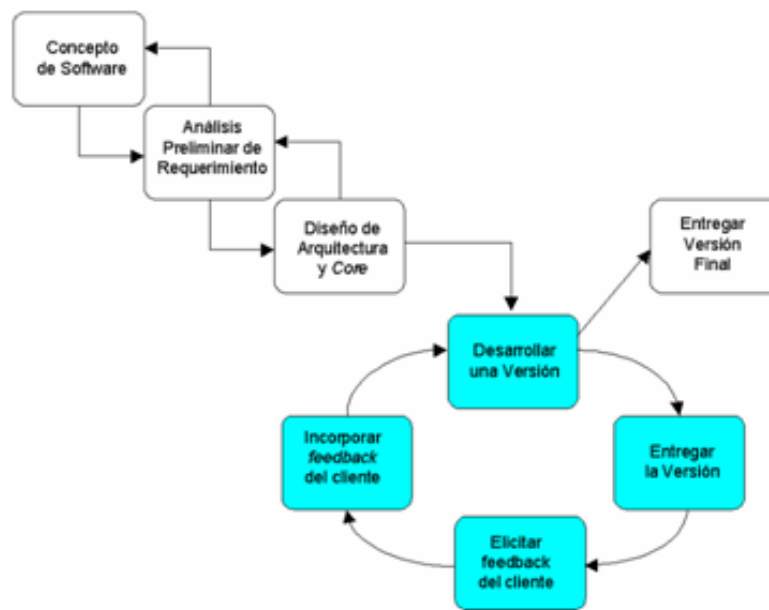 Concepto
de Software
Análisis
Preliminar de
Requerimiento
Diseño de
Arquitectura
y Core
Entregar
Versión
Final
Desarrollar
una Versión
Incorporar
feedback
del cliente
Entregar
la Versión
Elicitar
feedback
del cliente